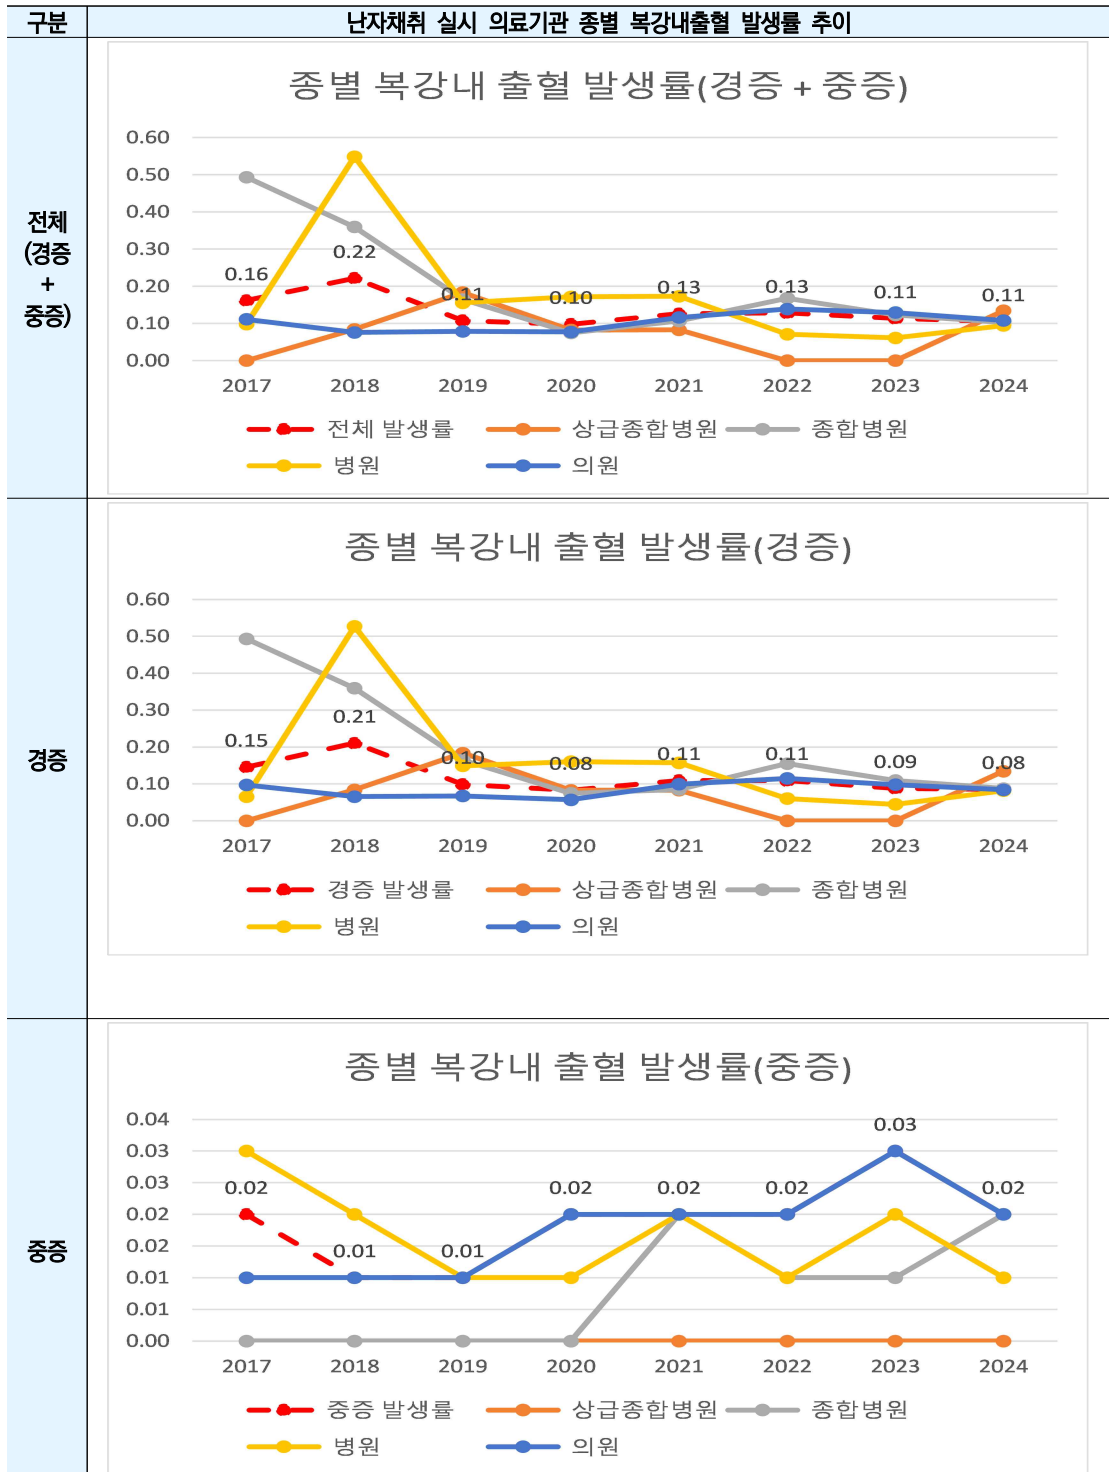 구분 난자채취 실시 의료기관 종별 복강내출혈 발생률 추이
전체
(경증
+
중증)
종별 복강내 출혈 발생률(경증 + 중증)
0.60
0.50
0.40
0.30
0.20
0.10
0.00
0.16 0.22 0.11 0.10 0.13 0.13 0.11 0.11
2017 2018 2019 2020 2021 2022 2023 2024
전체 발생률 상급종합병원 종합병원
병원 의원
경증
종별 복강내 출혈 발생률(경증)
0.60
0.50
0.40
0.30
0.20
0.10
0.00
0.15 0.21 0.10 0.08 0.11 0.11 0.09 0.08
2017 2018 2019 2020 2021 2022 2023 2024
경증 발생률 상급종합병원 종합병원
병원 의원
중증
종별 복강내 출혈 발생률(중증)
0.04
0.03
0.03
0.02
0.02
0.01
0.01
0.00
0.02 0.01 0.01 0.02 0.02 0.02 0.03 0.02
2017 2018 2019 2020 2021 2022 2023 2024
중증 발생률 상급종합병원 종합병원
병원 의원